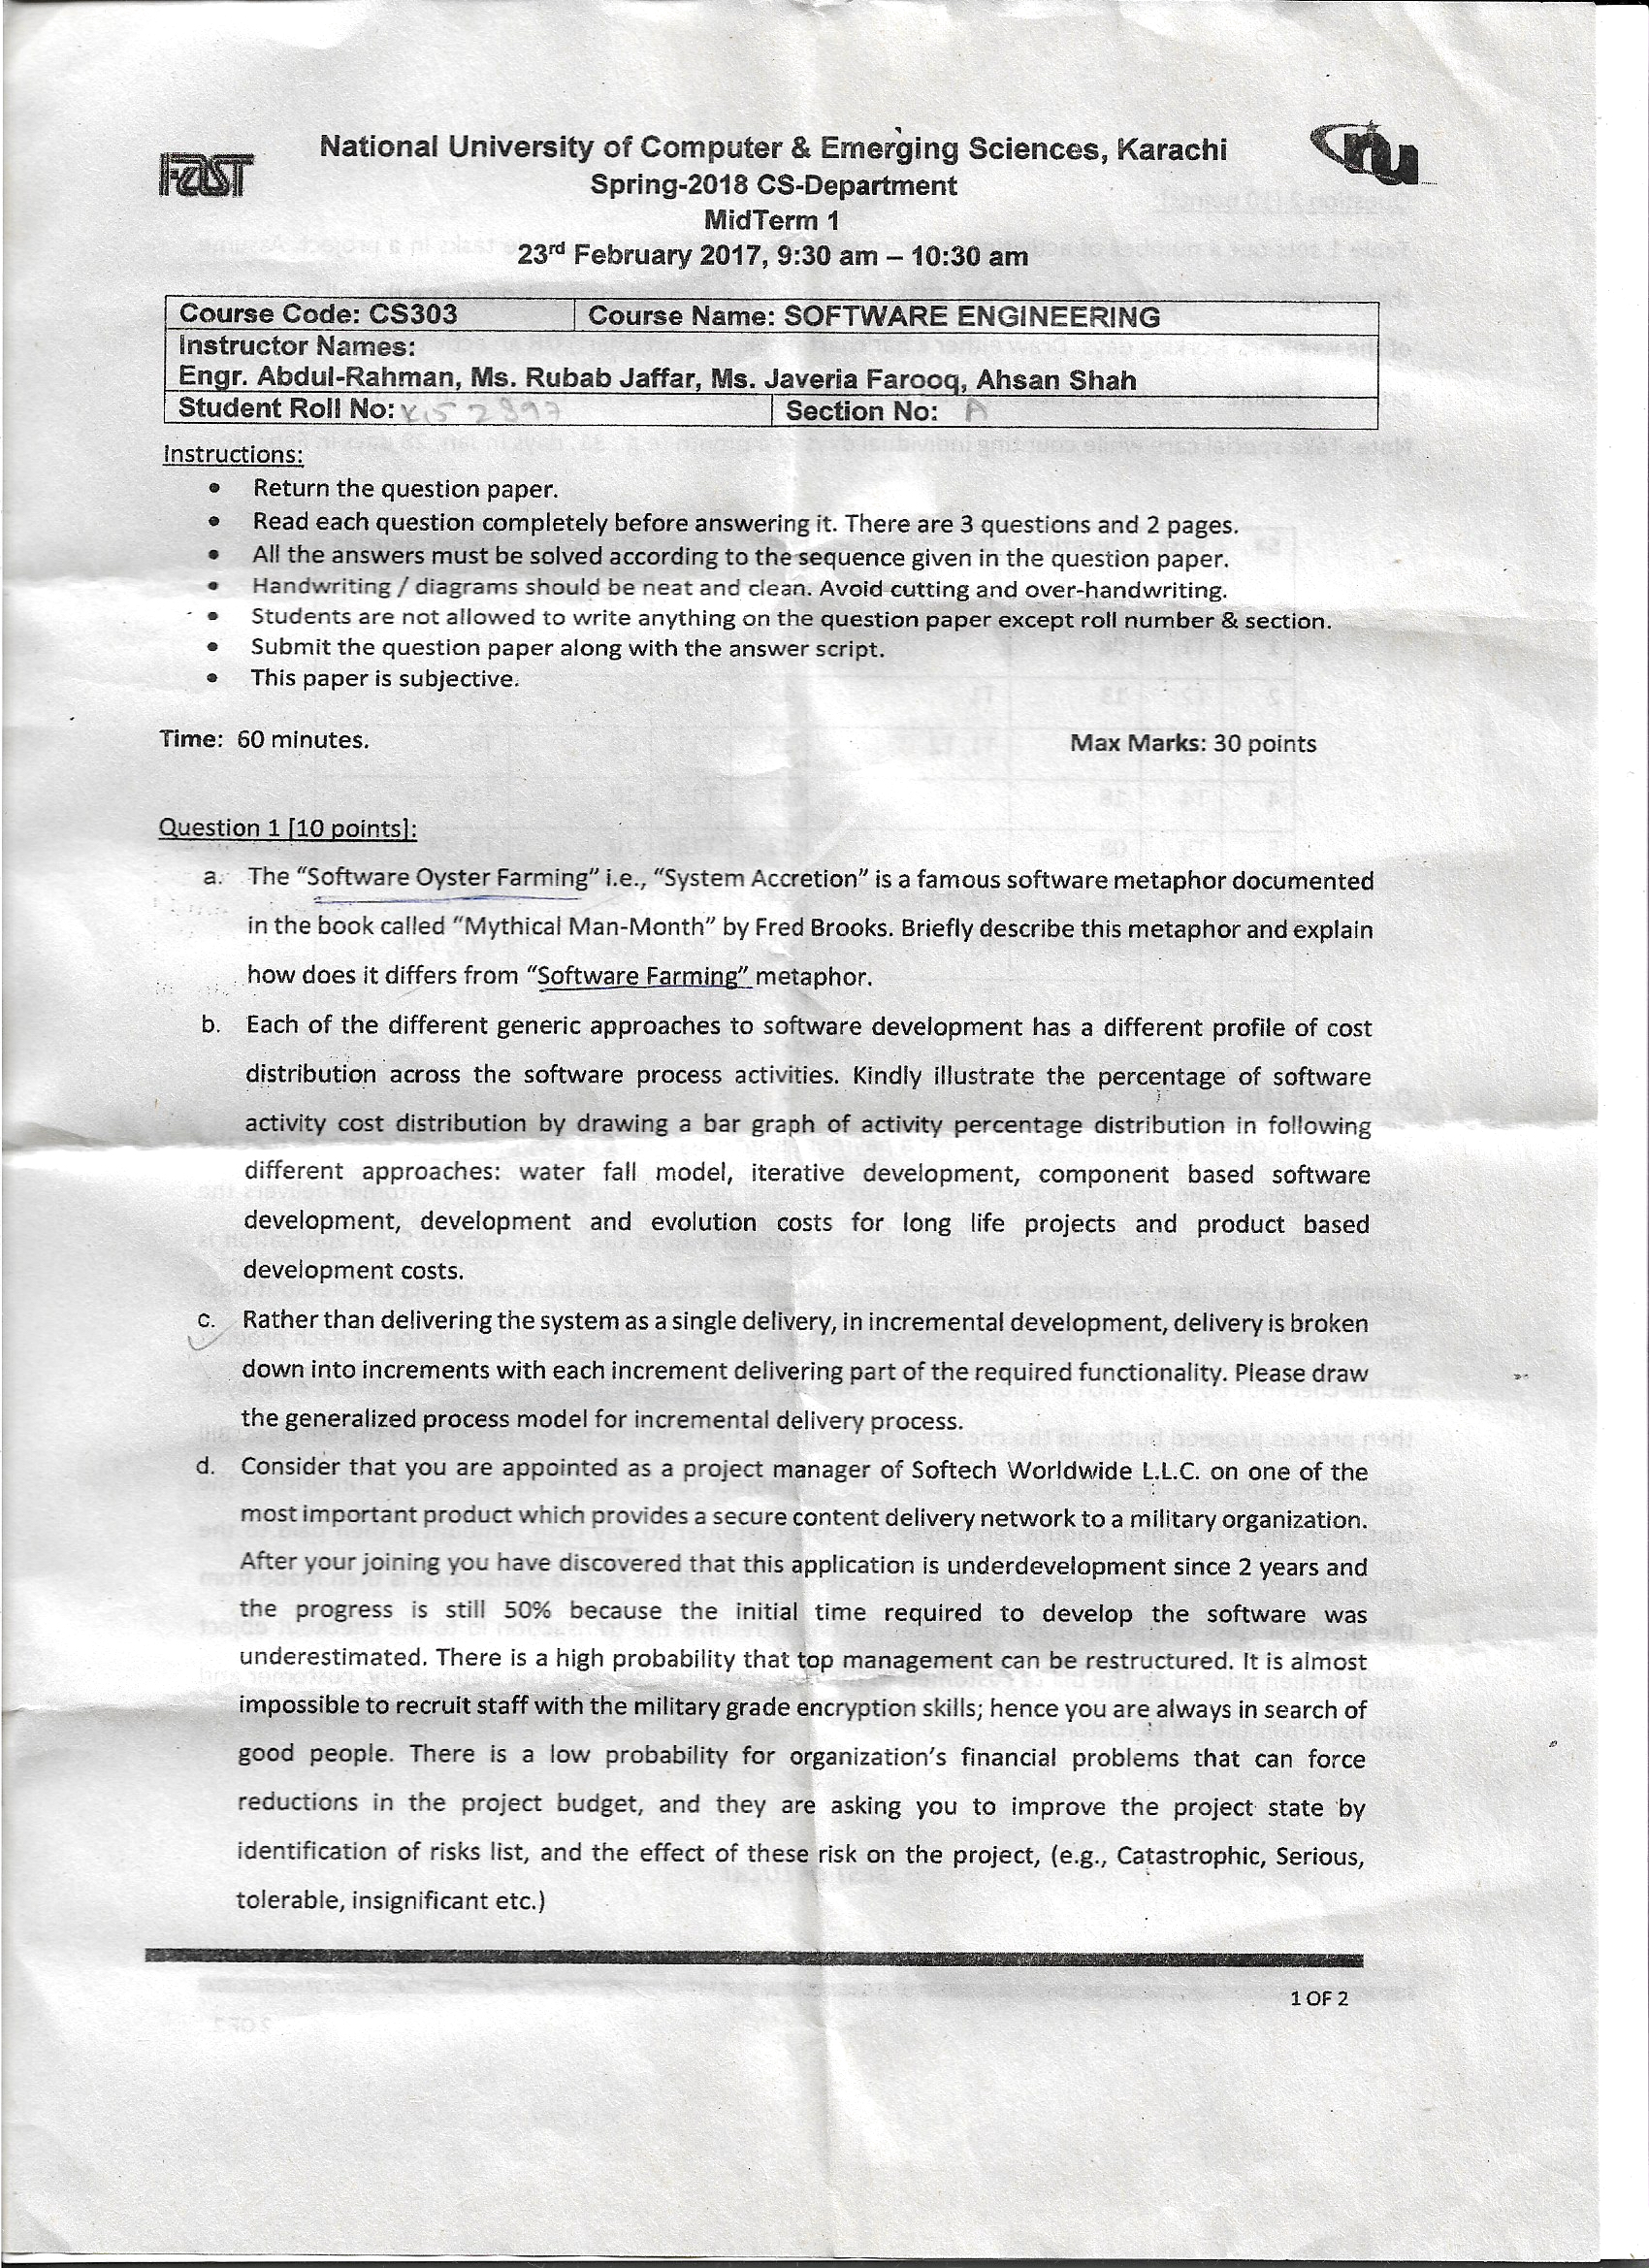 FAST
National University of Computer & Emerging Sciences, Karachi
nu
Spring-2018 CS-Department
MidTerm 1
23rd February 2017, 9:30 am – 10:30 am
Course Code: CS303 Course Name: SOFTWARE ENGINEERING
Instructor Names:
Engr. Abdul-Rahman, Ms. Rubab Jaffar, Ms. Javeria Farooq, Ahsan Shah
Student Roll No: K152897 Section No: A
Instructions:
• Return the question paper.
• Read each question completely before answering it. There are 3 questions and 2 pages.
• All the answers must be solved according to the sequence given in the question paper.
• Handwriting / diagrams should be neat and clean. Avoid cutting and over-handwriting.
• Students are not allowed to write anything on the question paper except roll number & section.
• Submit the question paper along with the answer script.
• This paper is subjective.
Time: 60 minutes. Max Marks: 30 points
Question 1 [10 points]:
a. The “Software Oyster Farming” i.e., “System Accretion” is a famous software metaphor documented
in the book called “Mythical Man-Month” by Fred Brooks. Briefly describe this metaphor and explain
how does it differs from “Software Farming” metaphor.
b. Each of the different generic approaches to software development has a different profile of cost
distribution across the software process activities. Kindly illustrate the percentage of software
activity cost distribution by drawing a bar graph of activity percentage distribution in following
different approaches: water fall model, iterative development, component based software
development, development and evolution costs for long life projects and product based
development costs.
c. Rather than delivering the system as a single delivery, in incremental development, delivery is broken
down into increments with each increment delivering part of the required functionality. Please draw
the generalized process model for incremental delivery process.
d. Consider that you are appointed as a project manager of Softech Worldwide L.L.C. on one of the
most important product which provides a secure content delivery network to a military organization.
After your joining you have discovered that this application is underdevelopment since 2 years and
the progress is still 50% because the initial time required to develop the software was
underestimated. There is a high probability that top management can be restructured. It is almost
impossible to recruit staff with the military grade encryption skills; hence you are always in search of
good people. There is a low probability for organization’s financial problems that can force
reductions in the project budget, and they are asking you to improve the project state by
identification of risks list, and the effect of these risk on the project, (e.g., Catastrophic, Serious,
tolerable, insignificant etc.)
1 OF 2